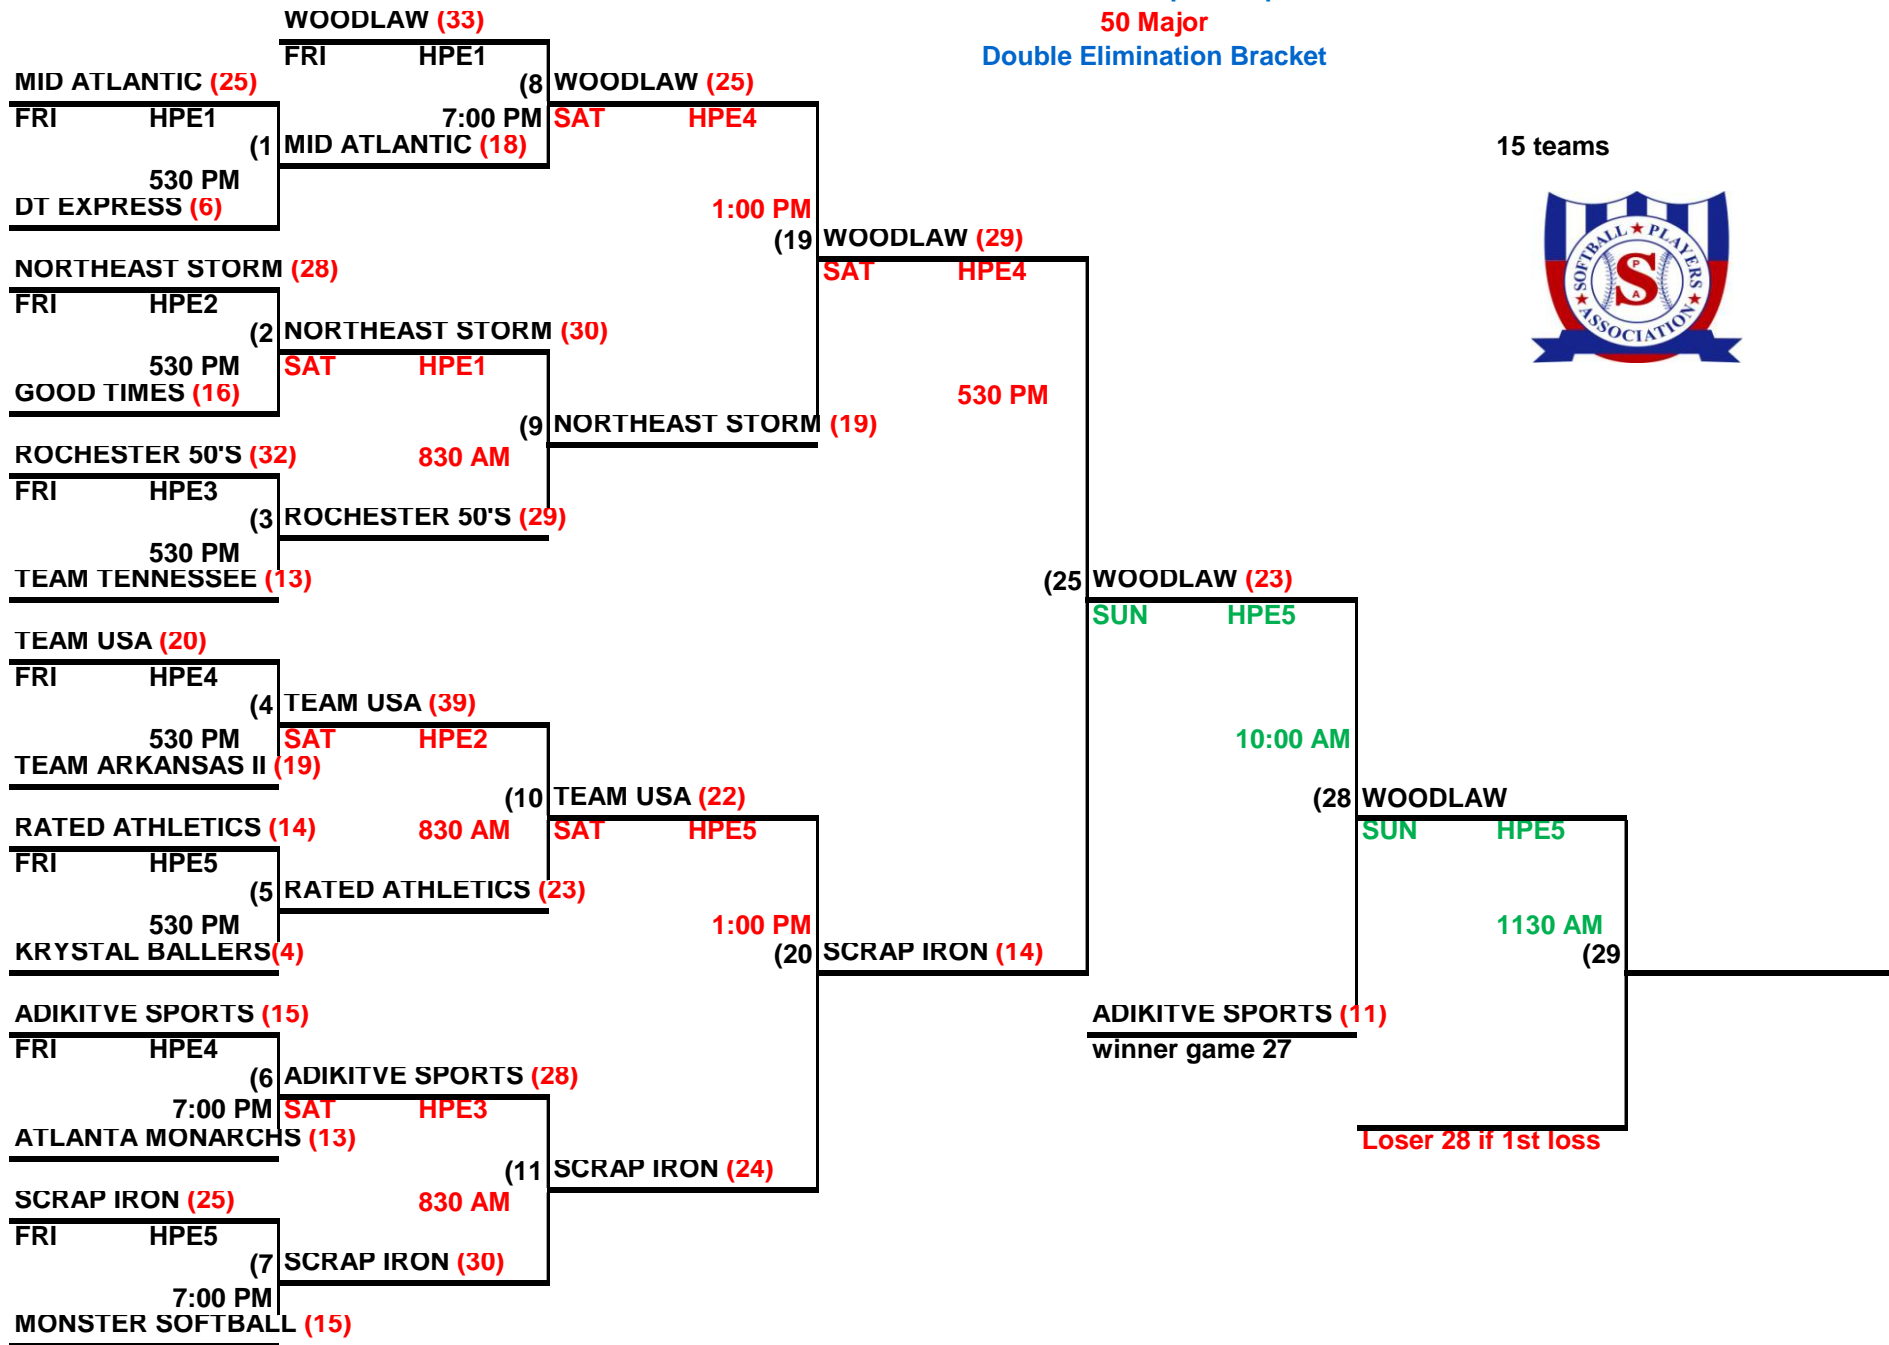 WOODLAW (33)
50 Major
FRI HPE1
Double Elimination Bracket
MID ATLANTIC (25)
(8 WOODLAW (25)
FRI HPE1
7:00 PM SAT HPE4
(1 MID ATLANTIC (18)
15 teams
530 PM
DT EXPRESS (6)
1:00 PM
(19 WOODLAW (29)
SOFTBALL ★ PLAYERS ★ ASSOCIATION ★
P
S
A
NORTHEAST STORM (28)
SAT HPE4
FRI HPE2
(2 NORTHEAST STORM (30)
530 PM SAT HPE1
GOOD TIMES (16)
530 PM
(9 NORTHEAST STORM (19)
ROCHESTER 50'S (32)
830 AM
FRI HPE3
(3 ROCHESTER 50'S (29)
530 PM
TEAM TENNESSEE (13)
(25 WOODLAW (23)
SUN HPE5
TEAM USA (20)
FRI HPE4
(4 TEAM USA (39)
530 PM SAT HPE2
10:00 AM
TEAM ARKANSAS II (19)
(10 TEAM USA (22)
(28 WOODLAW
RATED ATHLETICS (14)
830 AM SAT HPE5
SUN HPE5
FRI HPE5
(5 RATED ATHLETICS (23)
530 PM
1:00 PM
1130 AM
KRYSTAL BALLERS(4)
(20 SCRAP IRON (14)
(29
ADIKITVE SPORTS (15)
ADIKITVE SPORTS (11)
FRI HPE4
winner game 27
(6 ADIKITVE SPORTS (28)
7:00 PM SAT HPE3
ATLANTA MONARCHS (13)
Loser 28 if 1st loss
(11 SCRAP IRON (24)
SCRAP IRON (25)
830 AM
FRI HPE5
(7 SCRAP IRON (30)
7:00 PM
MONSTER SOFTBALL (15)